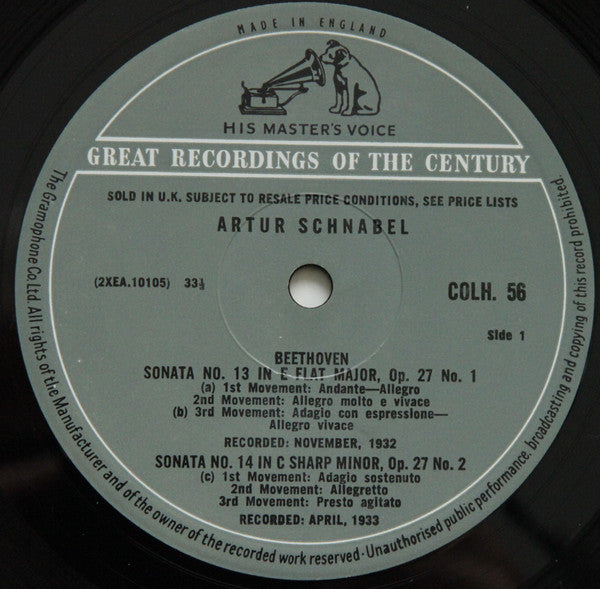 MADE IN ENGLAND
HIS MASTER'S VOICE
GREAT RECORDINGS OF THE CENTURY
SOLD IN U.K. SUBJECT TO RESALE PRICE CONDITIONS, SEE PRICE LISTS
ARTUR SCHNABEL
(2XEA.10105) 33⅓
COLH. 56
Side 1
BEETHOVEN
SONATA NO. 13 IN E FLAT MAJOR, Op. 27 No. 1
(a) 1st Movement: Andante—Allegro
2nd Movement: Allegro molto e vivace
(b) 3rd Movement: Adagio con espressione—
Allegro vivace
RECORDED: NOVEMBER, 1932
SONATA NO. 14 IN C SHARP MINOR, Op. 27 No. 2
(c) 1st Movement: Adagio sostenuto
2nd Movement: Allegretto
3rd Movement: Presto agitato
RECORDED: APRIL, 1933
The Gramophone Co. Ltd. All rights of the Manufacturer and of the owner of the recorded work reserved · Unauthorised public performance, broadcasting and copying of this record prohibited.